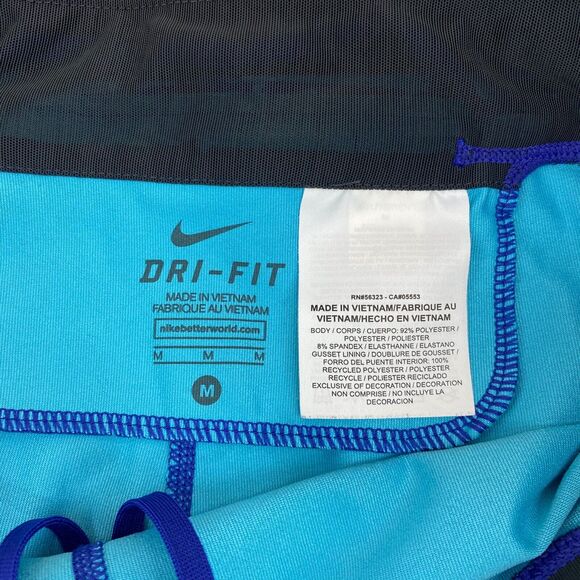 DRI-FIT
MADE IN VIETNAM
FABRIQUE AU VIETNAM
nikebetterworld.com
M M M
M
M
RN#56323 - CA#05553
MADE IN VIETNAM/FABRIQUE AU
VIETNAM/HECHO EN VIETNAM
BODY / CORPS / CUERPO: 92% POLYESTER /
POLYESTER / POLIESTER
8% SPANDEX / ELASTHANNE / ELASTANO
GUSSET LINING / DOUBLURE DE GOUSSET /
FORRO DEL PUENTE INTERIOR: 100%
RECYCLED POLYESTER / POLYESTER
RECYCLE / POLIESTER RECICLADO
EXCLUSIVE OF DECORATION / DECORATION
NON COMPRISE / NO INCLUYE LA
DECORACION